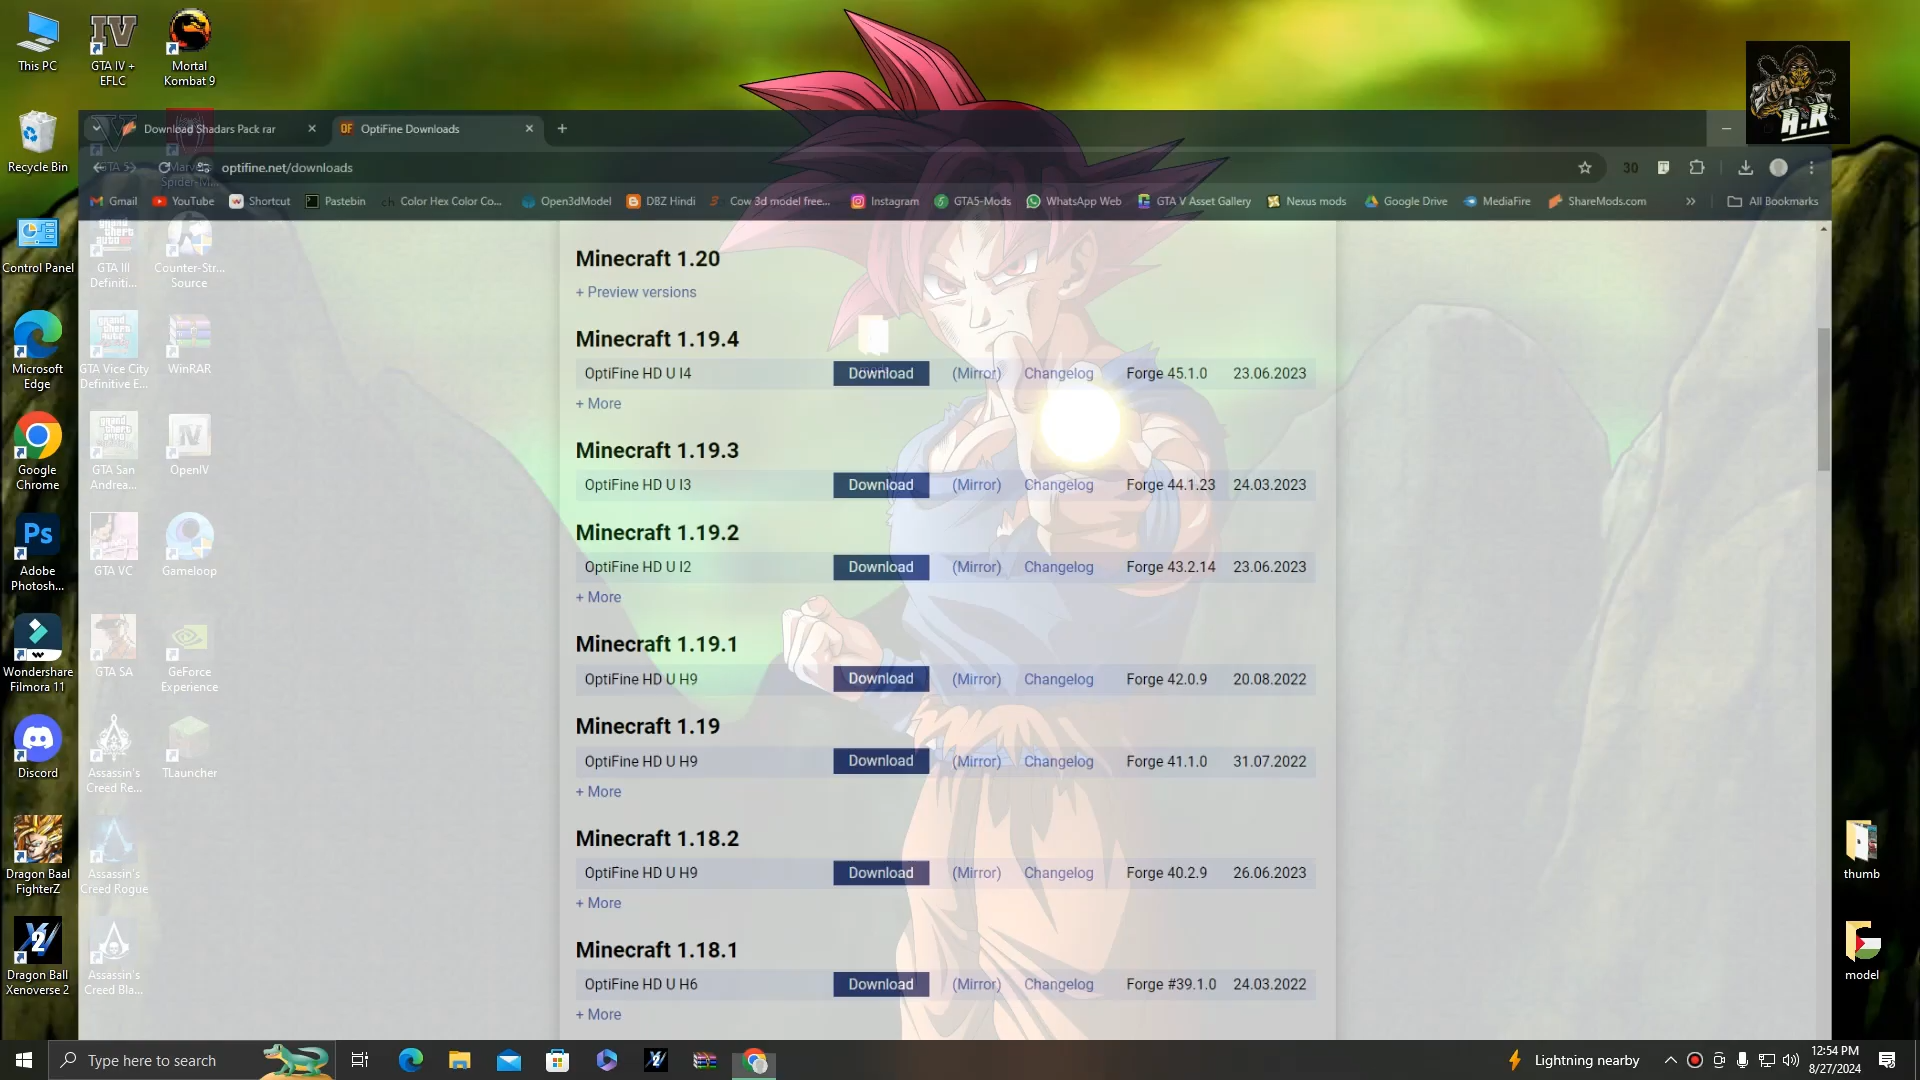 This PC
GTA IV +
EFLC
Mortal
Kombat 9
Recycle Bin
Control Panel
Microsoft
Edge
Google
Chrome
Adobe
Photosh...
Wondershare
Filmora 11
Discord
Dragon Baal
FighterZ
Dragon Ball
Xenoverse 2
GTA 5
GTA III
Definiti...
GTA Vice City
Definitive E...
GTA San
Andrea...
GTA VC
GTA SA
Assassin's
Creed Re...
Assassin's
Creed Rogue
Assassin's
Creed Bla...
Marvel's
Spider-M...
Counter-Str...
Source
WinRAR
OpenIV
Gameloop
GeForce
Experience
TLauncher
A.R
Download Shadars Pack rar
OF OptiFine Downloads
optifine.net/downloads
30
Gmail YouTube Shortcut Pastebin Color Hex Color Co... Open3dModel DBZ Hindi Cow 3d model free... Instagram GTA5-Mods WhatsApp Web GTA V Asset Gallery Nexus mods Google Drive MediaFire ShareMods.com » All Bookmarks
Minecraft 1.20
+ Preview versions
Minecraft 1.19.4
OptiFine HD U I4 Download (Mirror) Changelog Forge 45.1.0 23.06.2023
+ More
Minecraft 1.19.3
OptiFine HD U I3 Download (Mirror) Changelog Forge 44.1.23 24.03.2023
Minecraft 1.19.2
OptiFine HD U I2 Download (Mirror) Changelog Forge 43.2.14 23.06.2023
+ More
Minecraft 1.19.1
OptiFine HD U H9 Download (Mirror) Changelog Forge 42.0.9 20.08.2022
Minecraft 1.19
OptiFine HD U H9 Download (Mirror) Changelog Forge 41.1.0 31.07.2022
+ More
Minecraft 1.18.2
OptiFine HD U H9 Download (Mirror) Changelog Forge 40.2.9 26.06.2023
+ More
Minecraft 1.18.1
OptiFine HD U H6 Download (Mirror) Changelog Forge #39.1.0 24.03.2022
+ More
thumb
model
Type here to search
Lightning nearby
12:54 PM
8/27/2024